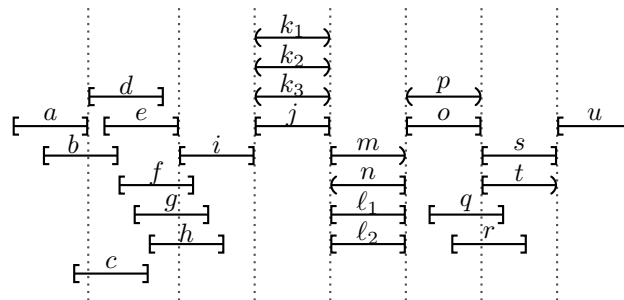 k₁
k₂
d k₃ p
a e j o u
b i m s
f n t
g ℓ₁ q
h ℓ₂ r
c